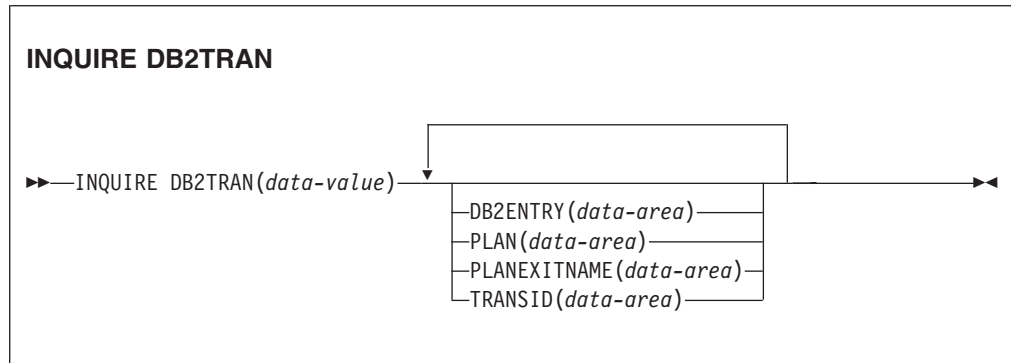 INQUIRE DB2TRAN
INQUIRE DB2TRAN(data-value)
DB2ENTRY(data-area)
PLAN(data-area)
PLANEXITNAME(data-area)
TRANSID(data-area)